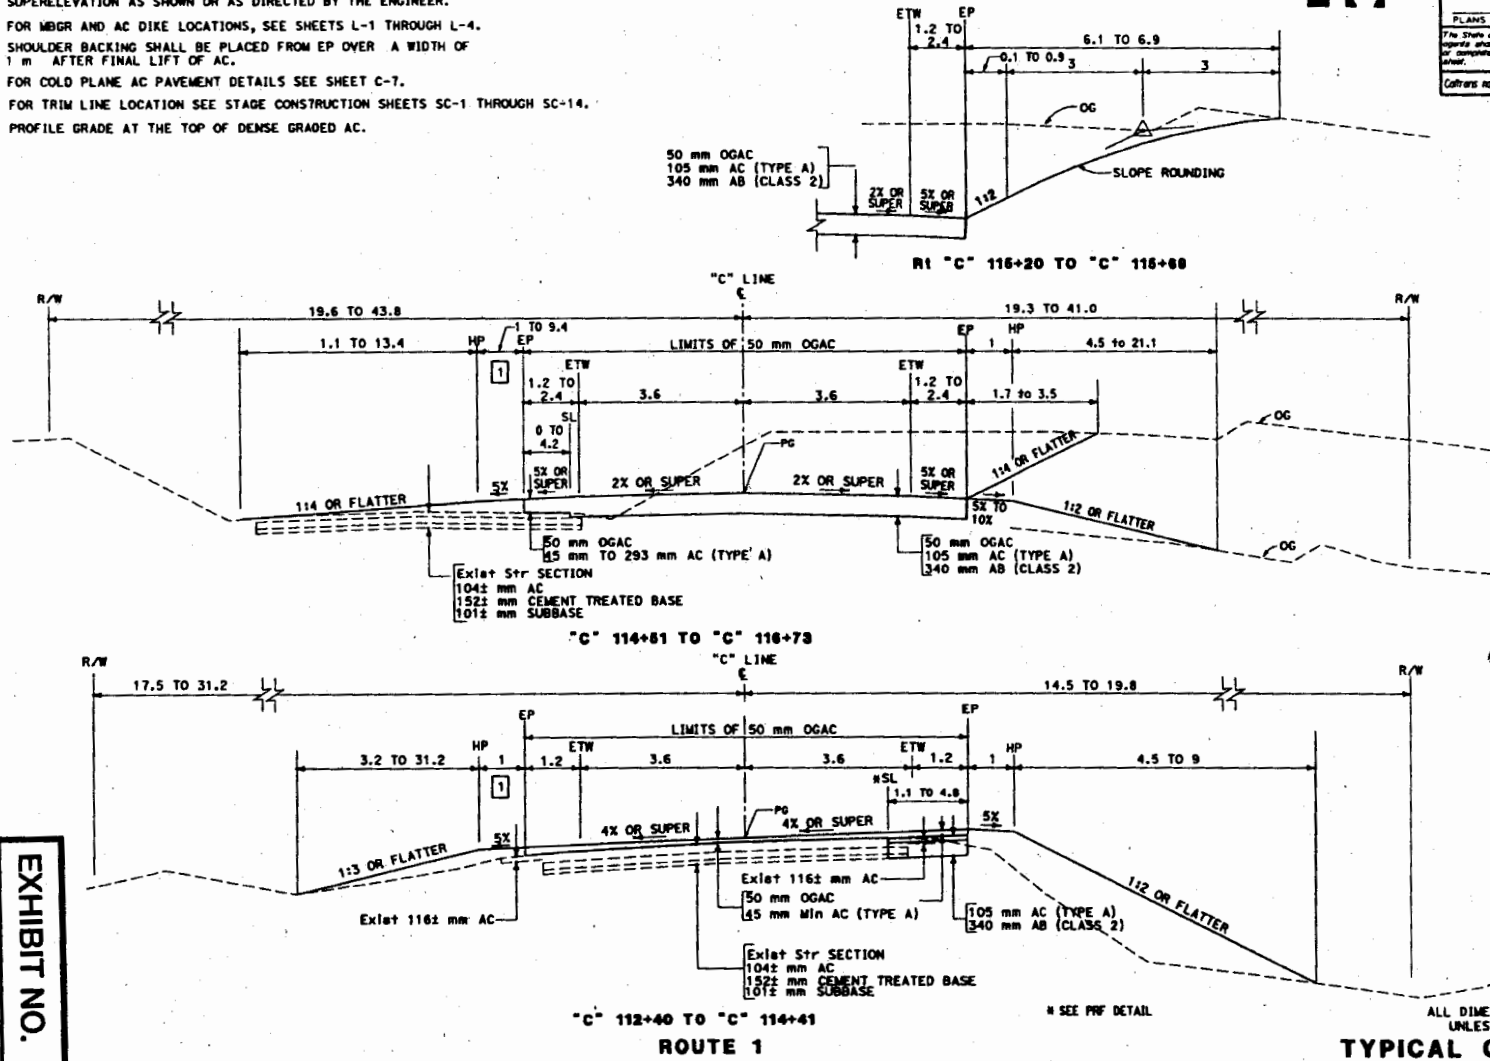 SUPERELEVATION AS SHOWN OR AS DIRECTED BY THE ENGINEER.
FOR MBGR AND AC DIKE LOCATIONS, SEE SHEETS L-1 THROUGH L-4.
SHOULDER BACKING SHALL BE PLACED FROM EP OVER A WIDTH OF
1 m AFTER FINAL LIFT OF AC.
FOR COLD PLANE AC PAVEMENT DETAILS SEE SHEET C-7.
FOR TRIM LINE LOCATION SEE STAGE CONSTRUCTION SHEETS SC-1 THROUGH SC-14.
PROFILE GRADE AT THE TOP OF DENSE GRADED AC.
PLANS
The State
agents
or
sheet.
Caltrans
ETW EP
1.2 TO
2.4
6.1 TO 6.9
0.1 TO 0.9
3 3
OG
50 mm OGAC
105 mm AC (TYPE A)
340 mm AB (CLASS 2)
2% OR
SUPER
5% OR
SUPER
1:2
SLOPE ROUNDING
Rt "C" 115+20 TO "C" 115+68
"C" LINE
℄
R/W R/W
19.6 TO 43.8 19.3 TO 41.0
1 TO 9.4
1.1 TO 13.4 HP EP LIMITS OF 50 mm OGAC EP HP
1 4.5 to 21.1
1
ETW ETW
1.2 TO
2.4
3.6 3.6
1.2 TO
2.4
1.7 to 3.5
SL
0 TO
4.2
PG
OG
1:4 OR FLATTER
5% OR
SUPER
5% OR
SUPER
5%
2% OR SUPER 2% OR SUPER
1:4 OR FLATTER
5% TO
10%
1:2 OR FLATTER
OG
50 mm OGAC
45 mm TO 293 mm AC (TYPE A)
50 mm OGAC
105 mm AC (TYPE A)
340 mm AB (CLASS 2)
Exist Str SECTION
104± mm AC
152± mm CEMENT TREATED BASE
101± mm SUBBASE
"C" 114+51 TO "C" 116+73
"C" LINE
℄
R/W R/W
17.5 TO 31.2 14.5 TO 19.8
EP EP
LIMITS OF 50 mm OGAC
HP ETW ETW HP
3.2 TO 31.2 1 1.2 3.6 3.6 1.2 1 4.5 TO 9
1
*SL
1.1 TO 4.8
PG
5% 4% OR SUPER 4% OR SUPER 5%
1:3 OR FLATTER
1:2 OR FLATTER
Exist 116± mm AC
50 mm OGAC
45 mm Min AC (TYPE A)
Exist 116± mm AC
105 mm AC (TYPE A)
340 mm AB (CLASS 2)
Exist Str SECTION
104± mm AC
152± mm CEMENT TREATED BASE
101± mm SUBBASE
* SEE PRF DETAIL
"C" 112+40 TO "C" 114+41
ROUTE 1
ALL DIME
UNLES
TYPICAL C
EXHIBIT NO.